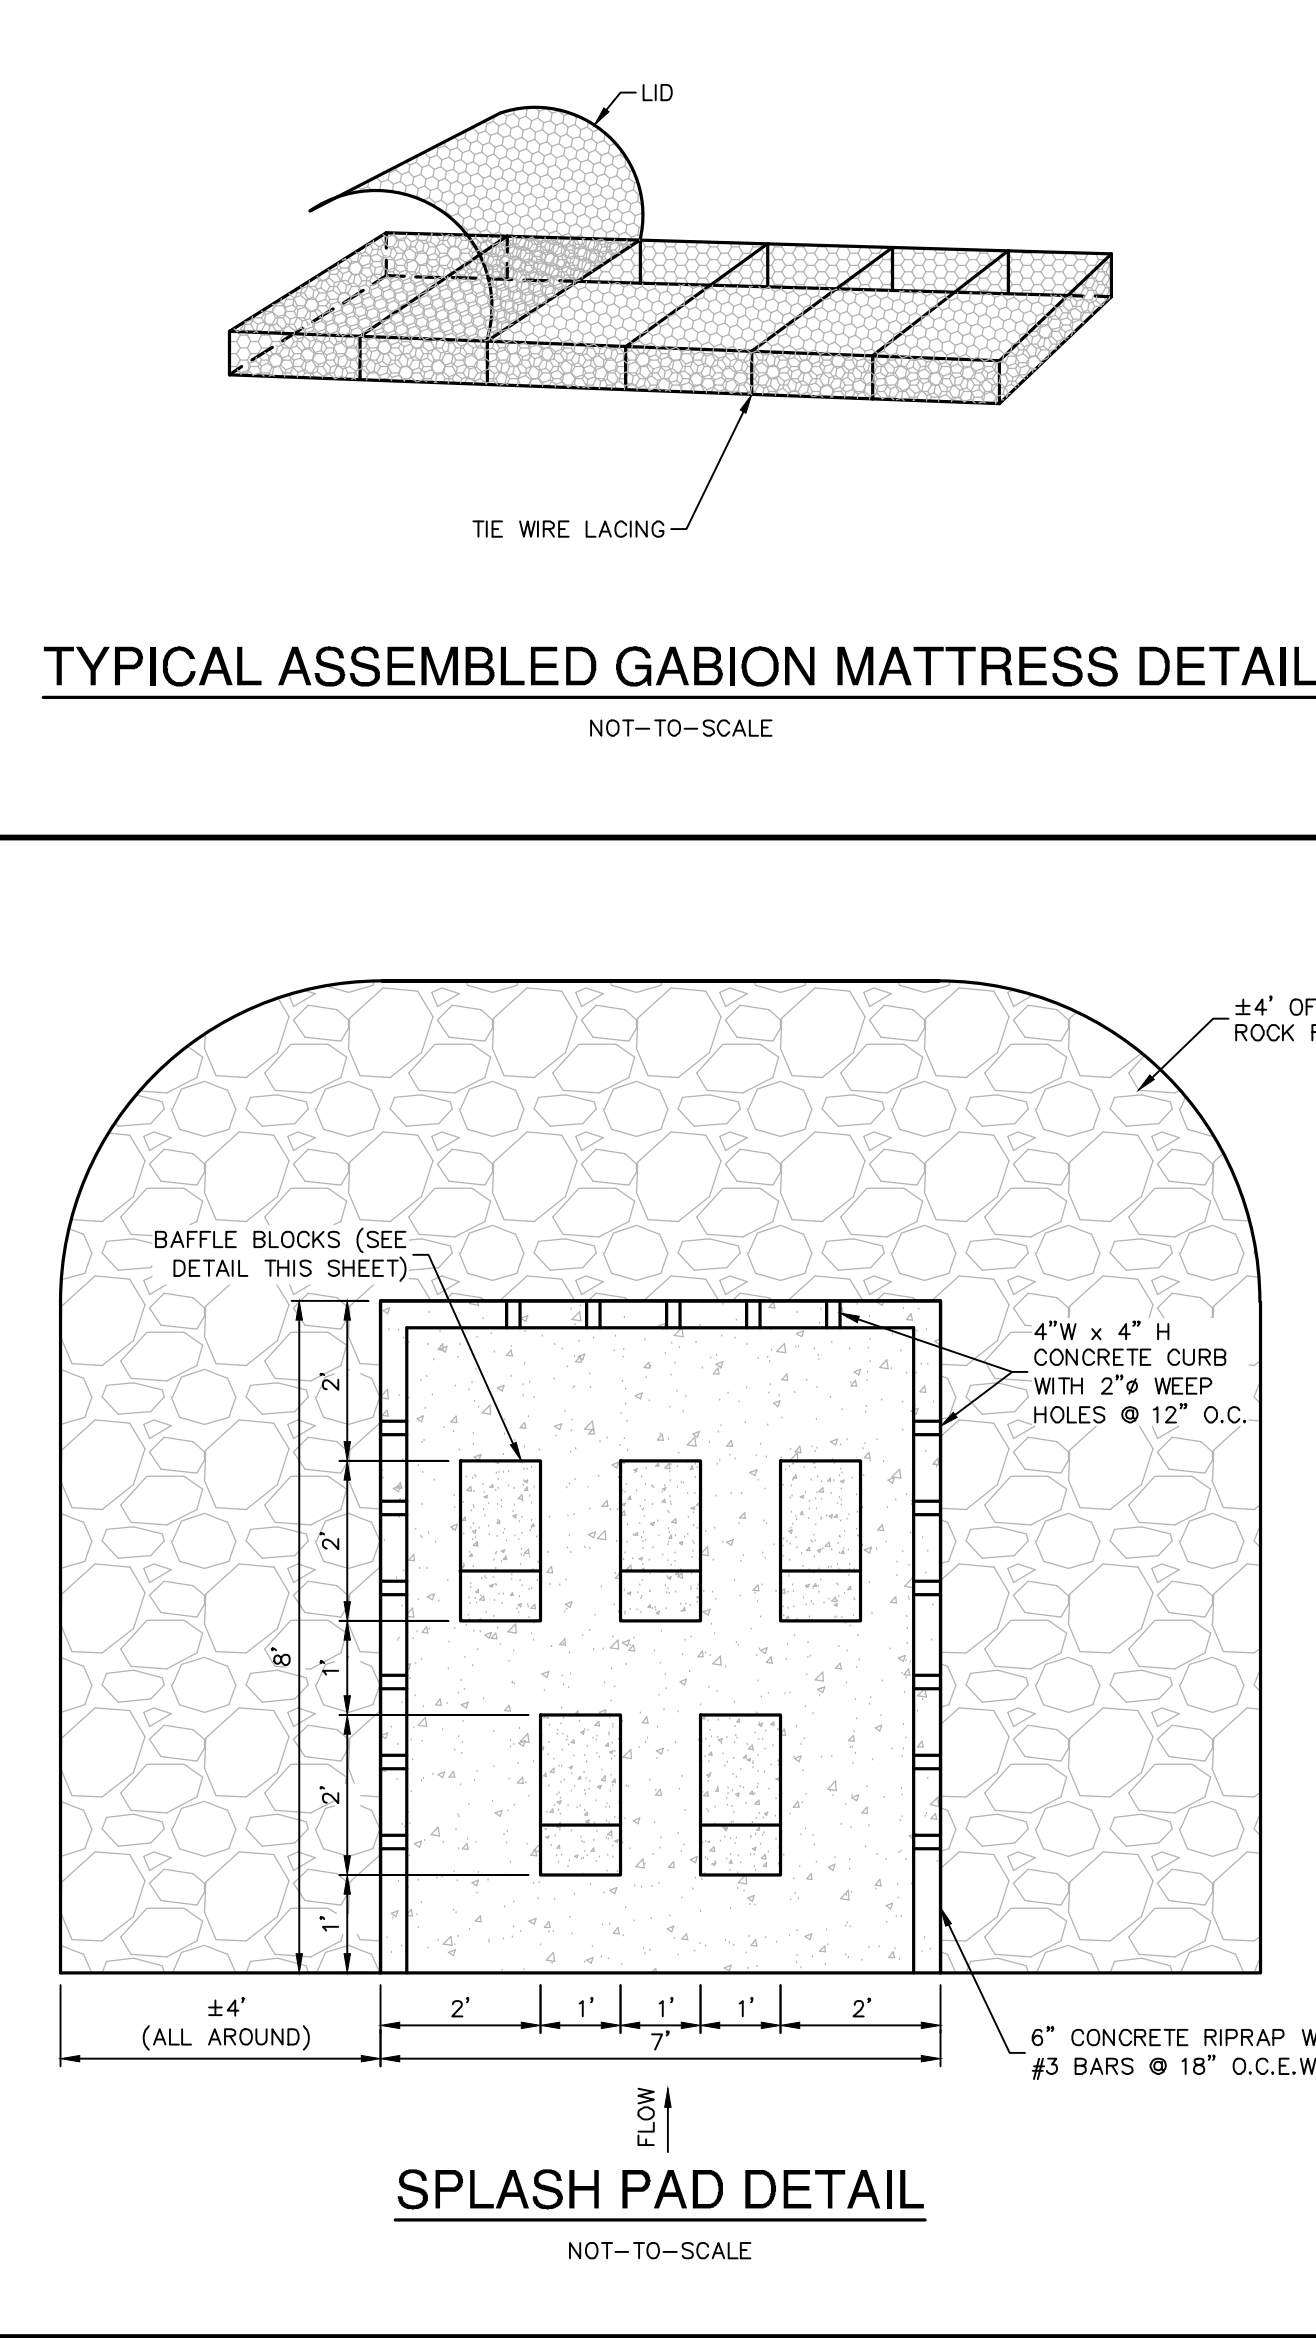 LID
TIE WIRE LACING
TYPICAL ASSEMBLED GABION MATTRESS DETAIL
NOT-TO-SCALE
±4' OF
ROCK
BAFFLE BLOCKS (SEE
DETAIL THIS SHEET)
4"W x 4" H
CONCRETE CURB
WITH 2"ø WEEP
HOLES @ 12" O.C.
2'
2'
8'
1'
2'
1'
±4'
(ALL AROUND)
2'
1'
1'
1'
2'
7'
6" CONCRETE RIPRAP
#3 BARS @ 18" O.C.E.W
FLOW
SPLASH PAD DETAIL
NOT-TO-SCALE